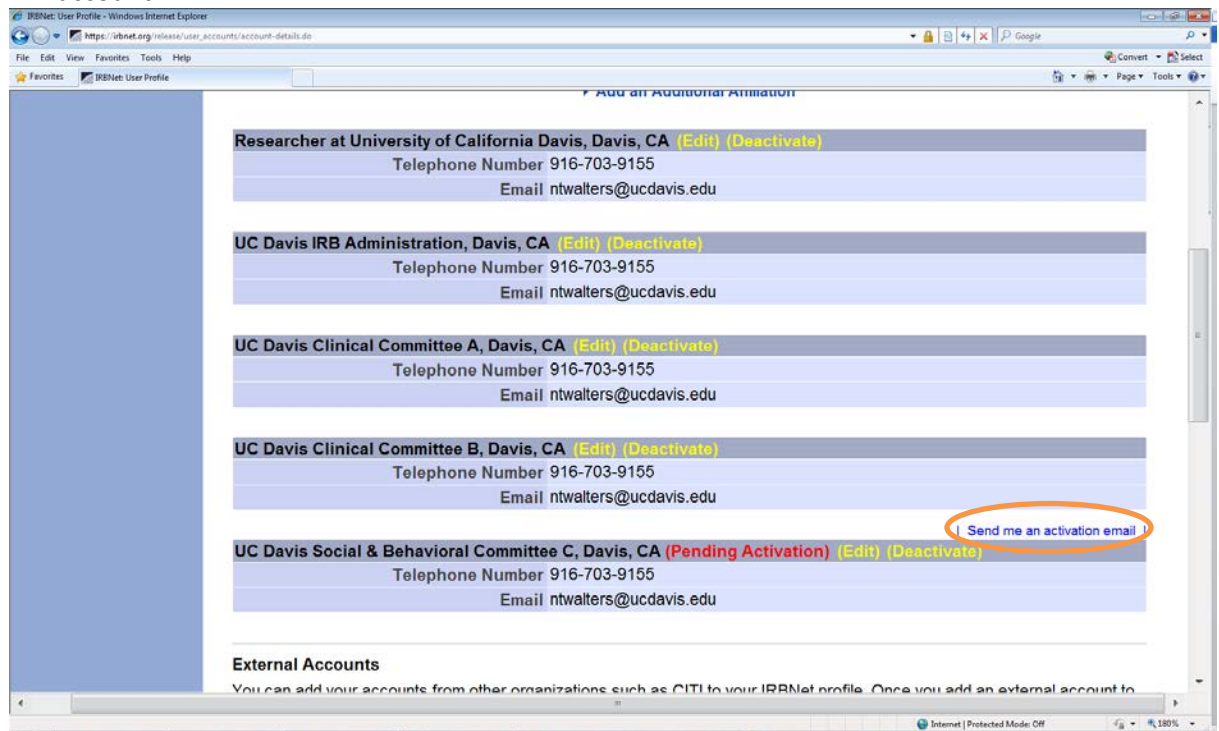 IRBNet: User Profile - Windows Internet Explorer
https://irbnet.org/release/user_accounts/account-details.do
Google
File Edit View Favorites Tools Help
Convert Select
Favorites IRBNet: User Profile
Page Tools
Add an Additional Affiliation
Researcher at University of California Davis, Davis, CA (Edit) (Deactivate)
Telephone Number 916-703-9155
Email ntwalters@ucdavis.edu
UC Davis IRB Administration, Davis, CA (Edit) (Deactivate)
Telephone Number 916-703-9155
Email ntwalters@ucdavis.edu
UC Davis Clinical Committee A, Davis, CA (Edit) (Deactivate)
Telephone Number 916-703-9155
Email ntwalters@ucdavis.edu
UC Davis Clinical Committee B, Davis, CA (Edit) (Deactivate)
Telephone Number 916-703-9155
Email ntwalters@ucdavis.edu
| Send me an activation email |
UC Davis Social & Behavioral Committee C, Davis, CA (Pending Activation) (Edit) (Deactivate)
Telephone Number 916-703-9155
Email ntwalters@ucdavis.edu
External Accounts
You can add your accounts from other organizations such as CITI to your IRBNet profile. Once you add an external account to
Internet | Protected Mode: Off 180%